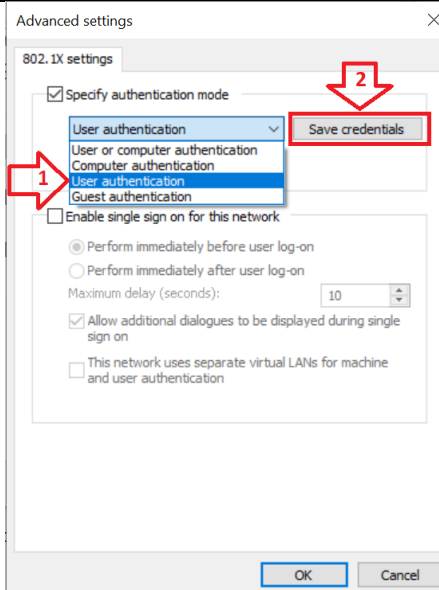 Advanced settings
802.1X settings
2
Specify authentication mode
User authentication
Save credentials
User or computer authentication
Computer authentication
1
User authentication
Guest authentication
Enable single sign on for this network
Perform immediately before user log-on
Perform immediately after user log-on
Maximum delay (seconds):
10
Allow additional dialogues to be displayed during single
sign on
This network uses separate virtual LANs for machine
and user authentication
OK
Cancel